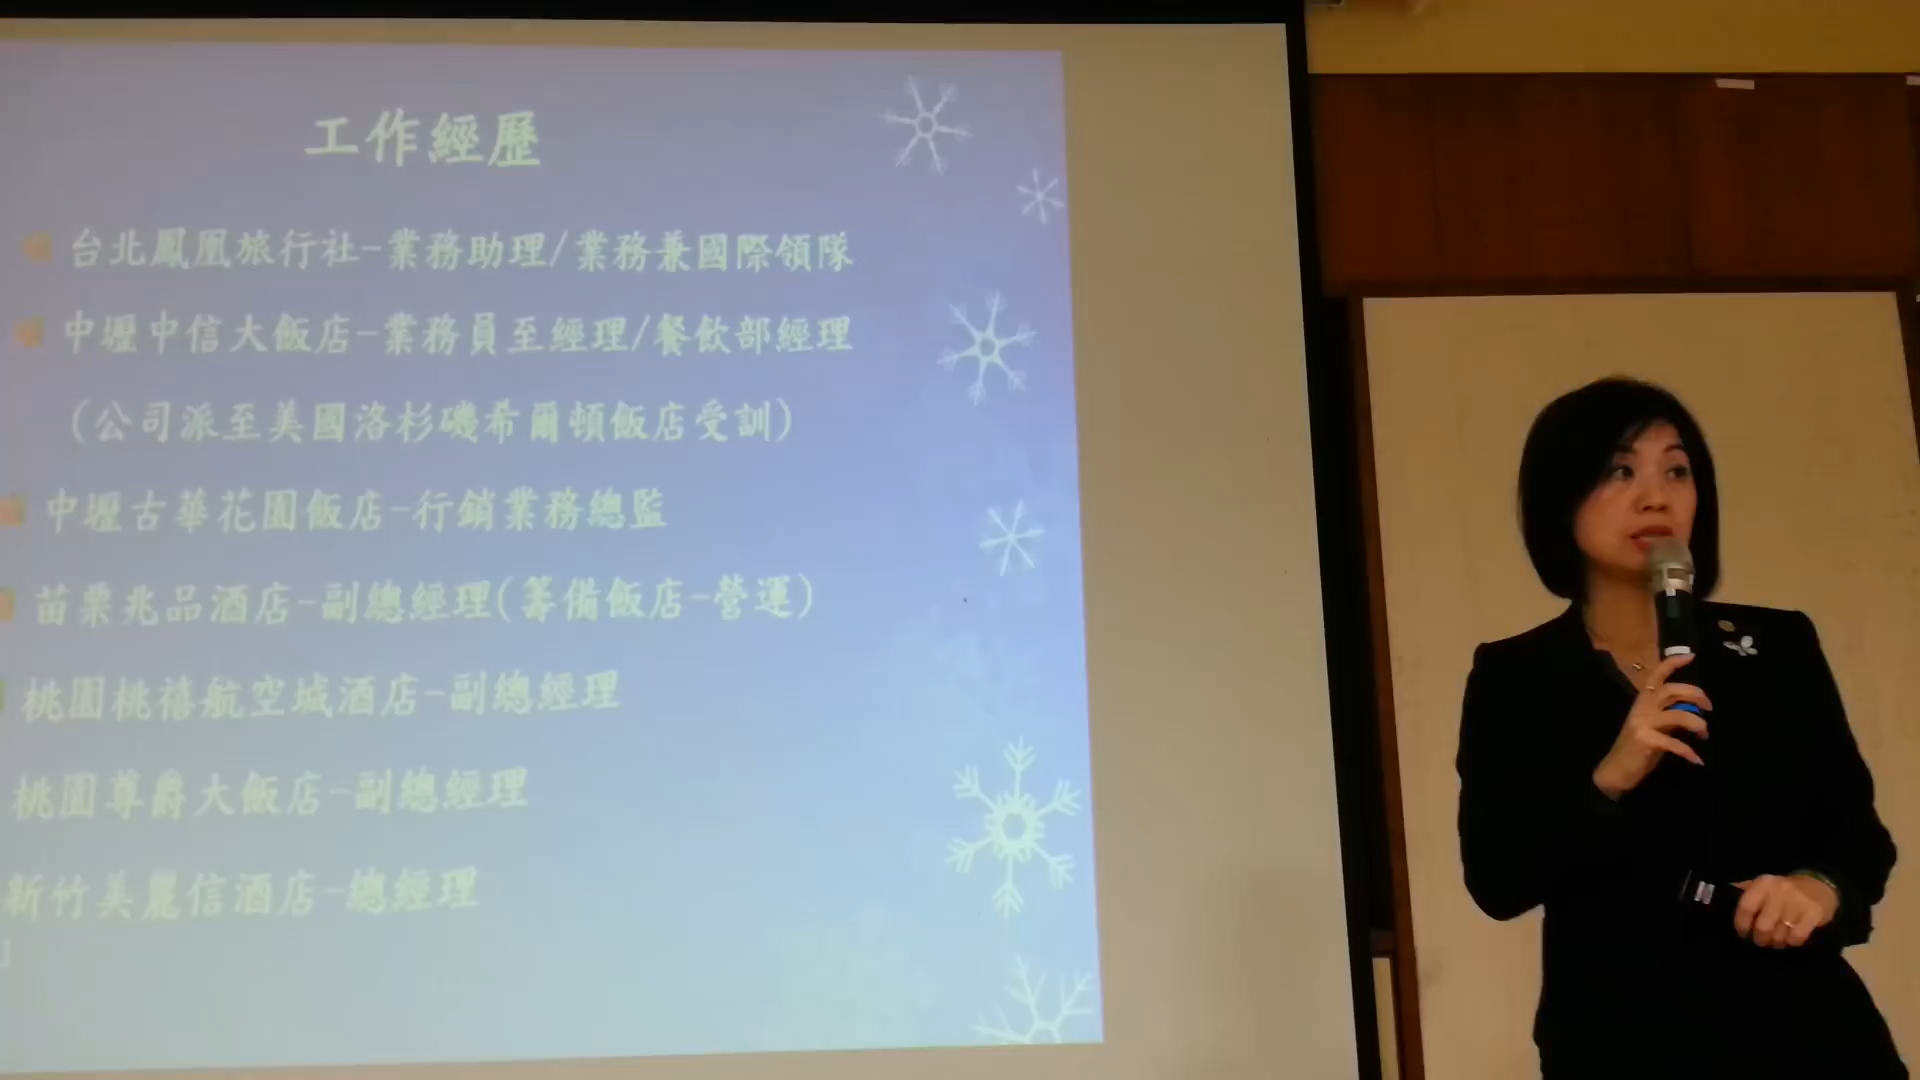 工作經歷
台北鳳凰旅行社-業務助理/業務兼國際領隊
中壢中信大飯店-業務員至經理/餐飲部經理
(公司派至美國洛杉磯希爾頓飯店受訓)
中壢古華花園飯店-行銷業務總監
苗栗兆品酒店-副總經理(籌備飯店-營運)
桃園桃禧航空城酒店-副總經理
桃園尊爵大飯店-副總經理
新竹美麗信酒店-總經理